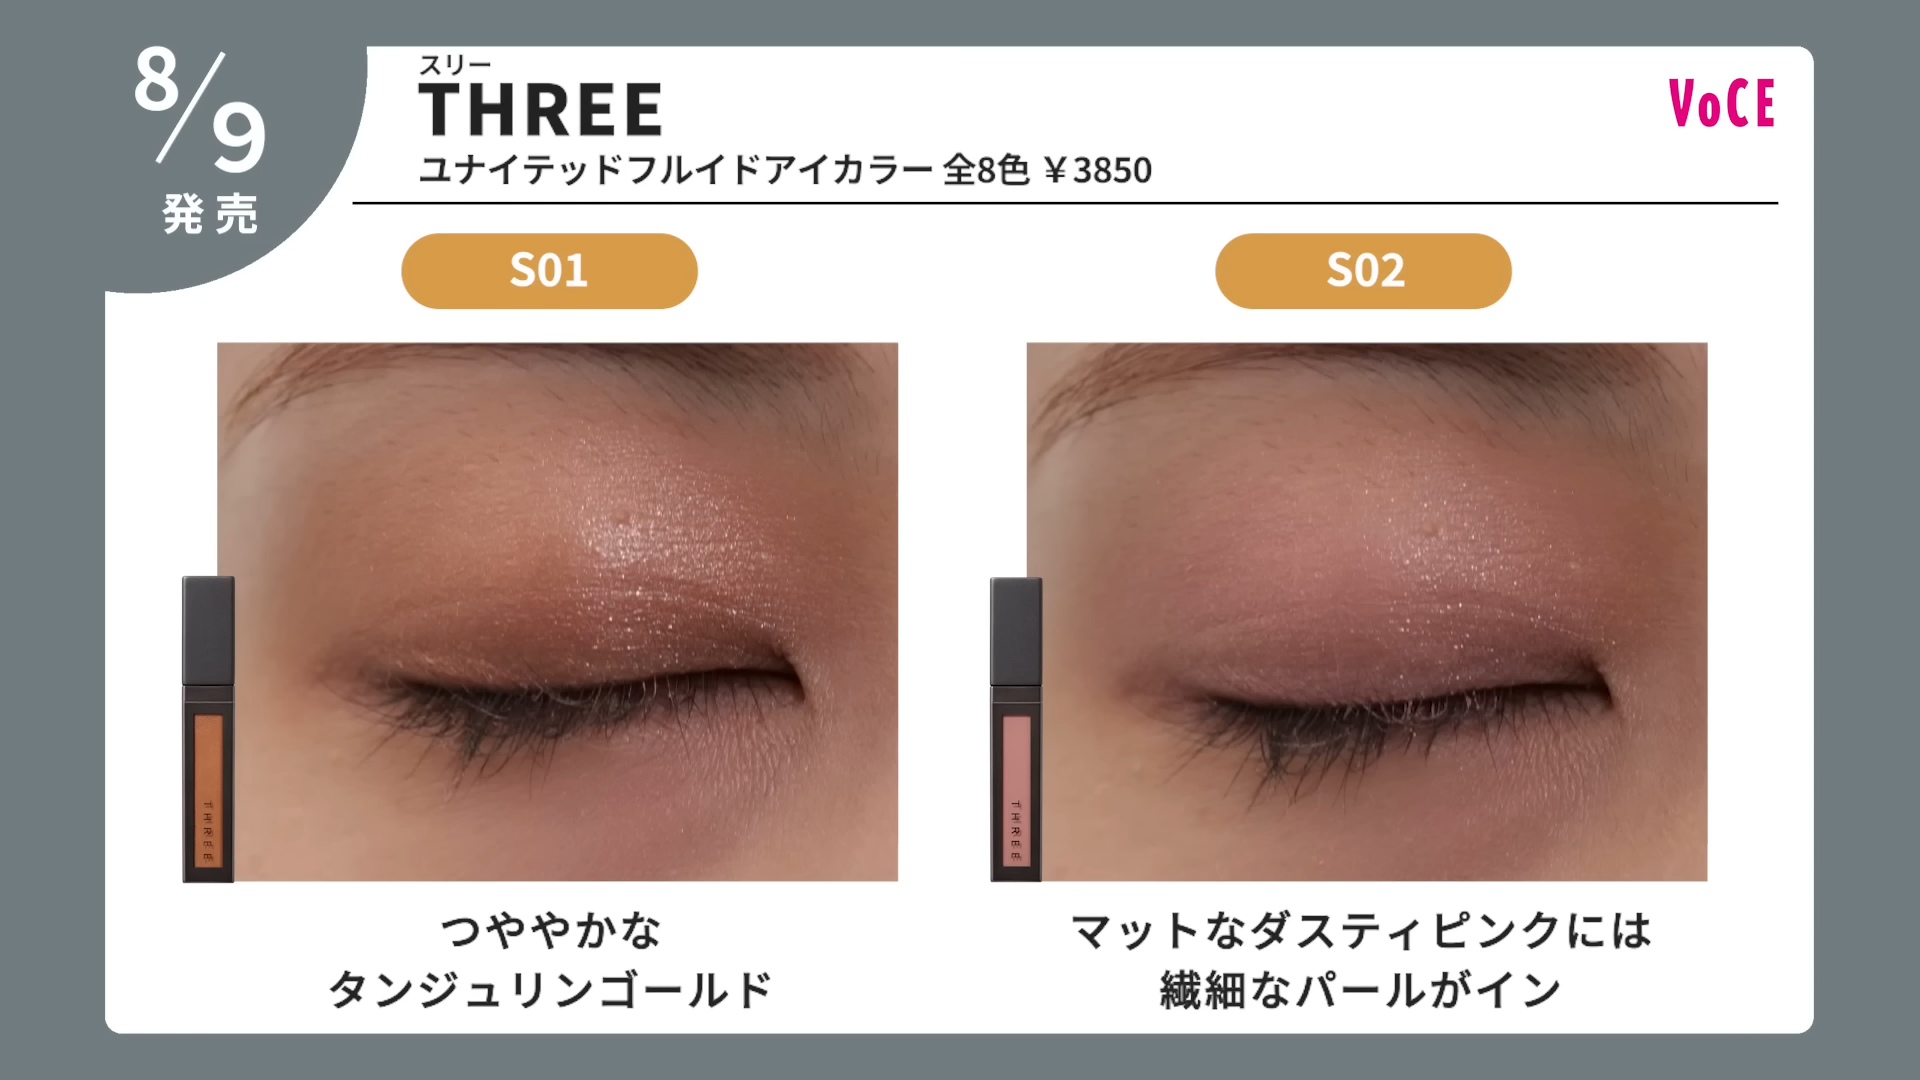 8/9
発売
スリー
THREE
ユナイテッドフルイドアイカラー 全8色 ￥3850
VoCE
S01
S02
THREE
THREE
つややかな
タンジュリンゴールド
マットなダスティピンクには
繊細なパールがイン